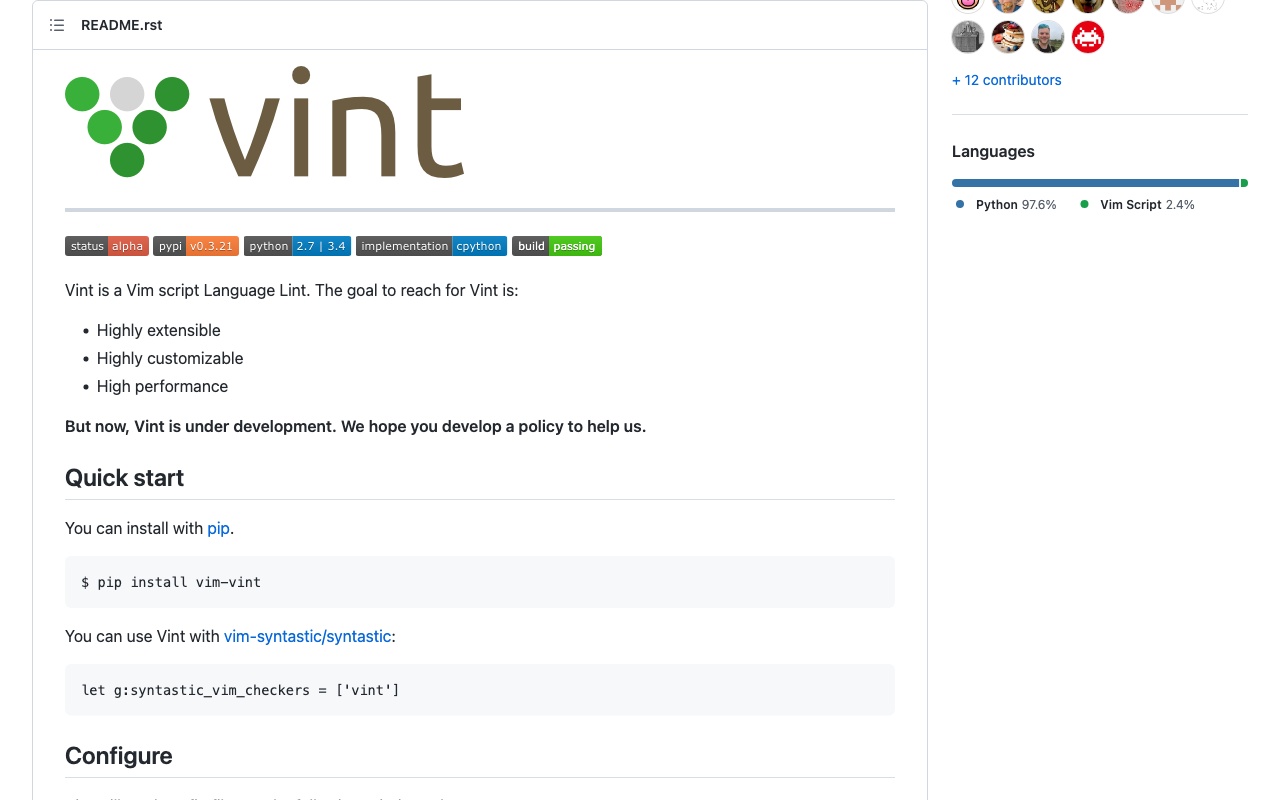 README.rst
vint
status alpha pypi v0.3.21 python 2.7 | 3.4 implementation cpython build passing
Vint is a Vim script Language Lint. The goal to reach for Vint is:
• Highly extensible
• Highly customizable
• High performance
But now, Vint is under development. We hope you develop a policy to help us.
Quick start
You can install with pip.
$ pip install vim-vint
You can use Vint with vim-syntastic/syntastic:
let g:syntastic_vim_checkers = ['vint']
Configure
+ 12 contributors
Languages
Python 97.6% Vim Script 2.4%